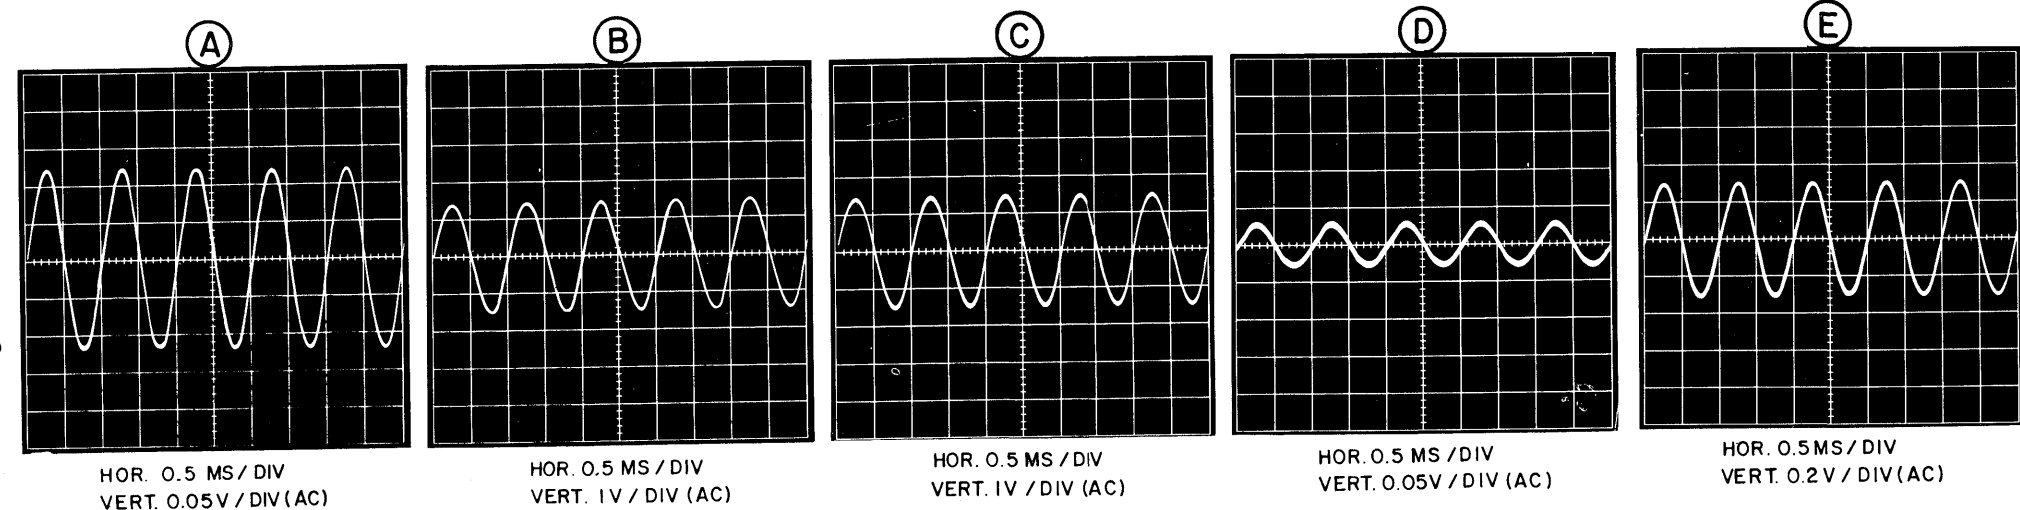 A
B
C
D
E
HOR. 0.5 MS/DIV
VERT. 0.05V/DIV(AC)
HOR. 0.5 MS/DIV
VERT. 1V/DIV (AC)
HOR. 0.5 MS/DIV
VERT. 1V/DIV (AC)
HOR. 0.5 MS/DIV
VERT. 0.05V/DIV (AC)
HOR. 0.5MS/DIV
VERT. 0.2V/DIV(AC)